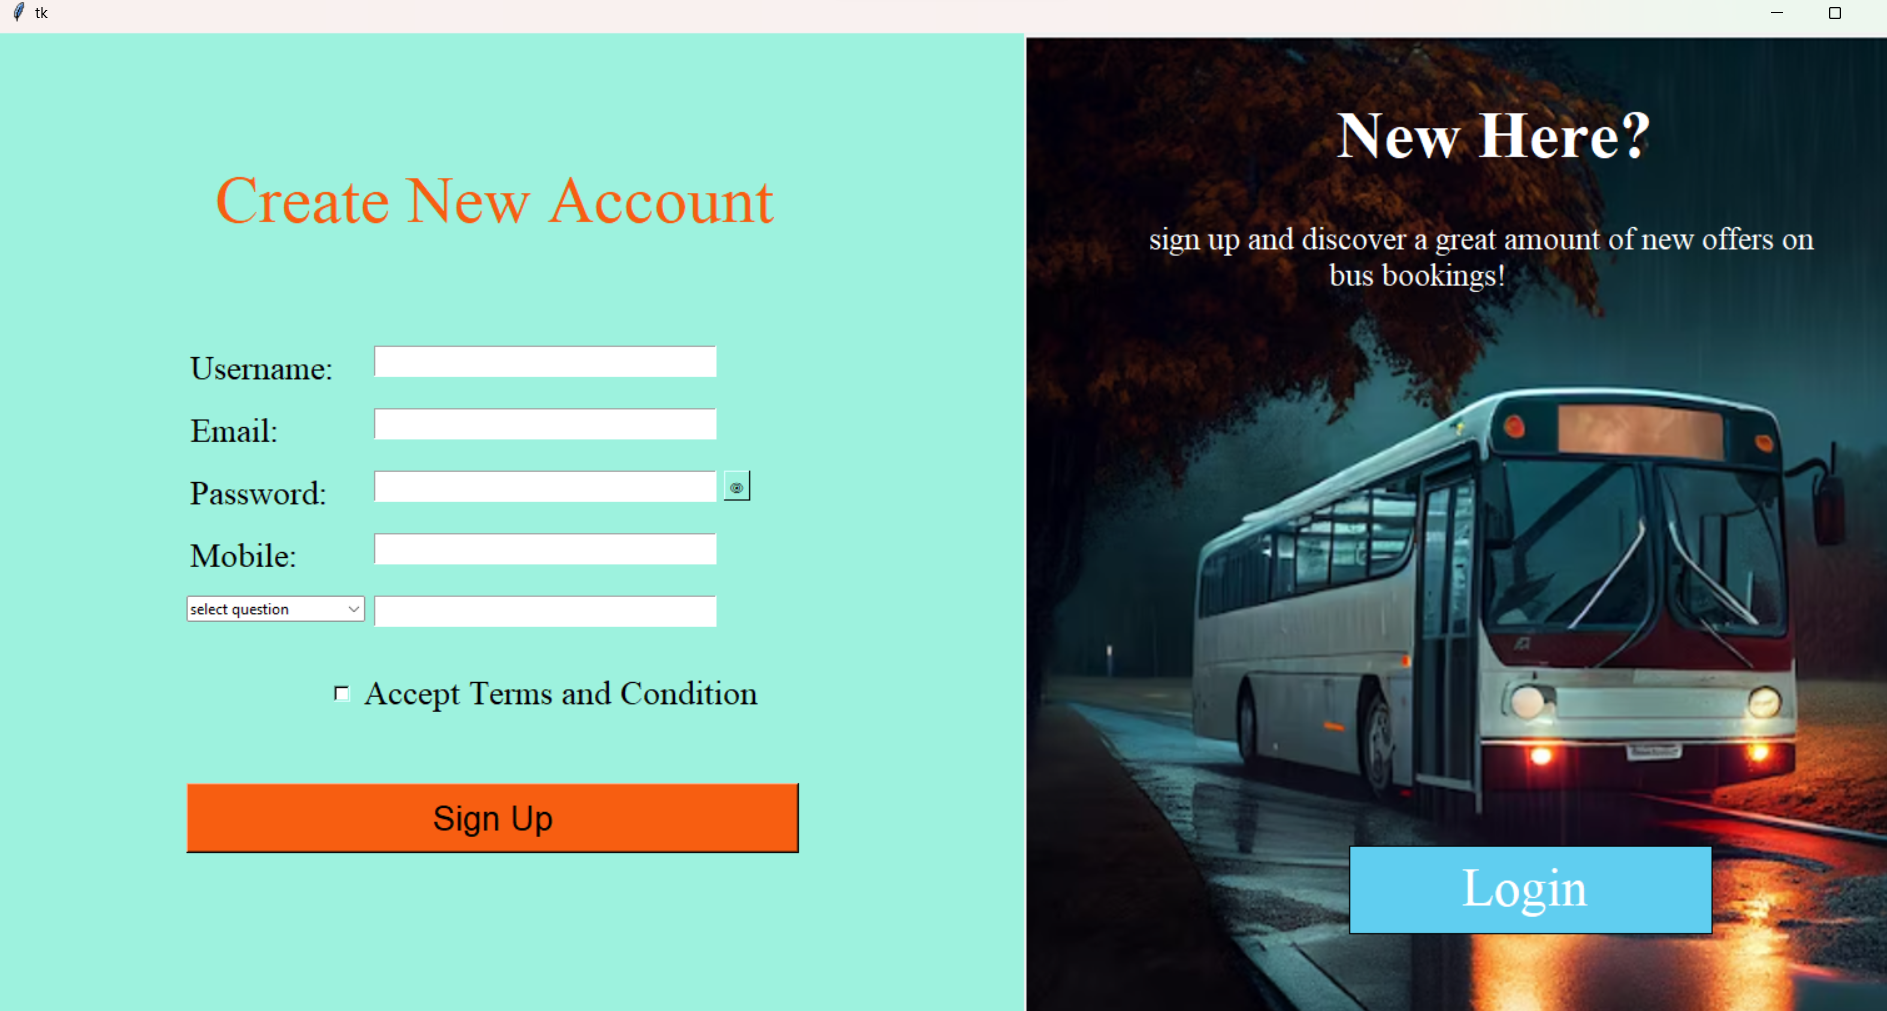 tk
Create New Account
Username:
Email:
Password:
Mobile:
select question
Accept Terms and Condition
Sign Up
New Here?
sign up and discover a great amount of new offers on
bus bookings!
Login